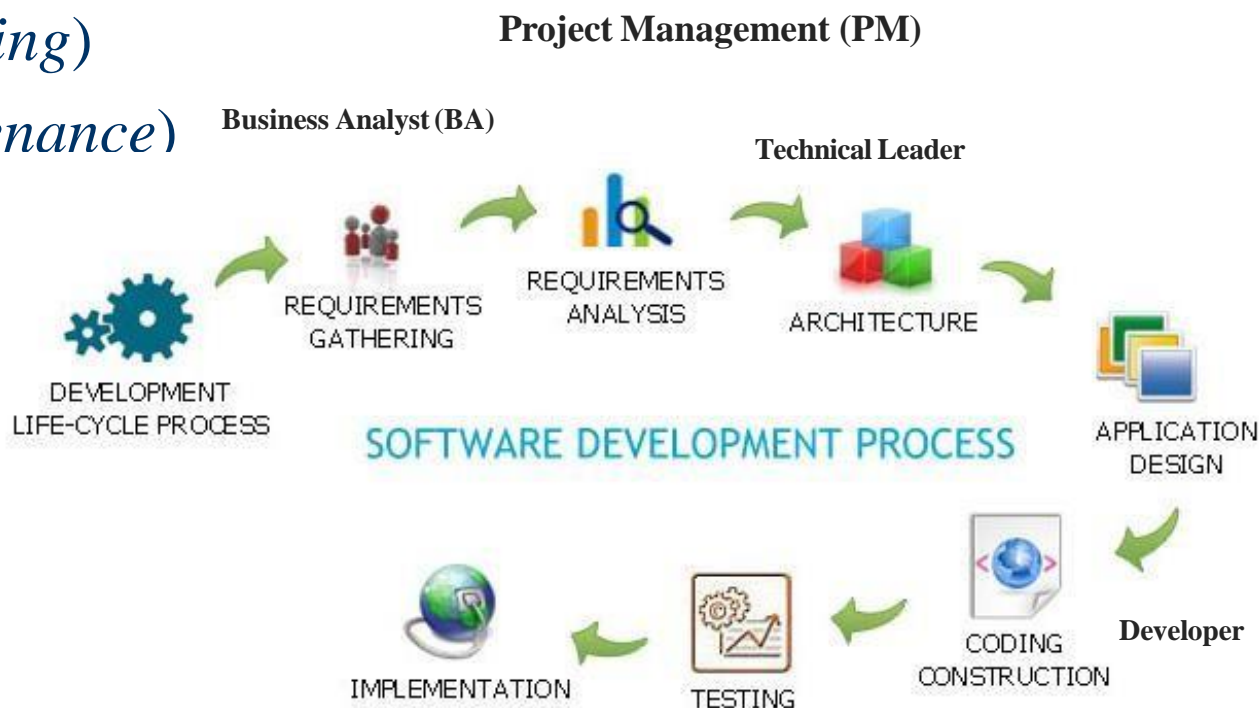 ing)
Project Management (PM)
enance)
Business Analyst (BA)
Technical Leader
REQUIREMENTS
GATHERING
REQUIREMENTS
ANALYSIS
ARCHITECTURE
DEVELOPMENT
LIFE-CYCLE PROCESS
SOFTWARE DEVELOPMENT PROCESS
APPLICATION
DESIGN
CODING
CONSTRUCTION
Developer
TESTING
IMPLEMENTATION